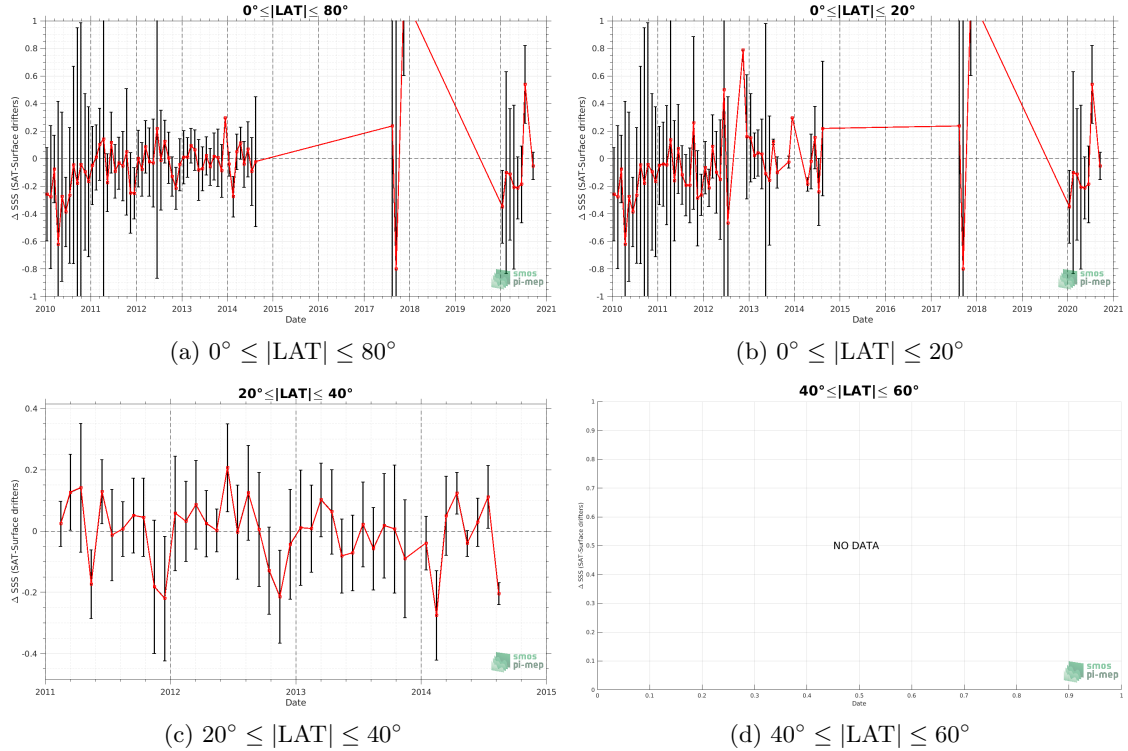 0°≤|LAT|≤ 80°
Δ SSS (SAT-Surface drifters)
1
0.8
0.6
0.4
0.2
0
-0.2
-0.4
-0.6
-0.8
-1
2010 2011 2012 2013 2014 2015 2016 2017 2018 2019 2020 2021
Date
smos
pi-mep
(a) 0° ≤ |LAT| ≤ 80°
0°≤|LAT|≤ 20°
Δ SSS (SAT-Surface drifters)
1
0.8
0.6
0.4
0.2
0
-0.2
-0.4
-0.6
-0.8
-1
2010 2011 2012 2013 2014 2015 2016 2017 2018 2019 2020 2021
Date
smos
pi-mep
(b) 0° ≤ |LAT| ≤ 20°
20°≤|LAT|≤ 40°
Δ SSS (SAT-Surface drifters)
0.4
0.2
0
-0.2
-0.4
2011 2012 2013 2014 2015
Date
smos
pi-mep
(c) 20° ≤ |LAT| ≤ 40°
40°≤|LAT|≤ 60°
Δ SSS (SAT-Surface drifters)
1
0.9
0.8
0.7
0.6
0.5
0.4
0.3
0.2
0.1
0
NO DATA
0 0.1 0.2 0.3 0.4 0.5 0.6 0.7 0.8 0.9 1
Date
smos
pi-mep
(d) 40° ≤ |LAT| ≤ 60°